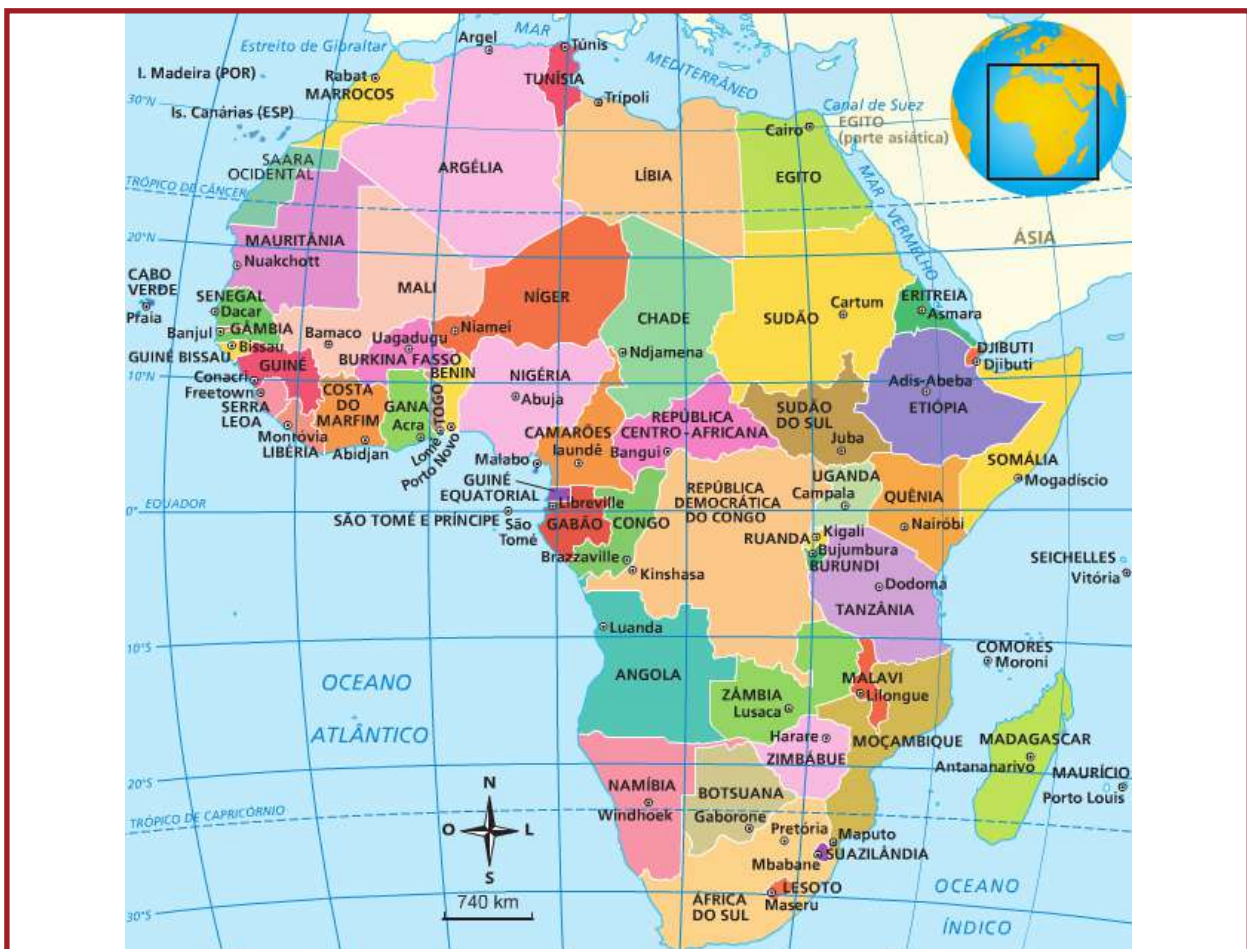 MAR
MEDITERRÂNEO
Estreito de Gibraltar
Argel
Túnis
I. Madeira (POR)
Rabat
MARROCOS
TUNÍSIA
Trípoli
30°N
Is. Canárias (ESP)
Canal de Suez
EGITO
(parte asiática)
Cairo
SAARA
OCIDENTAL
ARGÉLIA
LÍBIA
EGITO
TRÓPICO DE CÂNCER
MAR VERMELHO
ÁSIA
20°N
MAURITÂNIA
Nuakchott
CABO
VERDE
Praia
MALI
NÍGER
CHADE
SUDÃO
Cartum
ERITREIA
Asmara
SENEGAL
Dacar
Banjul
GÂMBIA
Bissau
GUINÉ BISSAU
Bamaco
Uagadugu
BURKINA FASSO
Niamei
Ndjamena
DJIBUTI
Djibuti
10°N
GUINÉ
Conacri
Freetown
SERRA
LEOA
Monróvia
LIBÉRIA
COSTA
DO
MARFIM
Abidjan
GANA
Acra
TOGO
BENIN
Lomé
Porto Novo
NIGÉRIA
Abuja
CAMARÕES
Iaundê
REPÚBLICA
CENTRO-AFRICANA
Bangui
SUDÃO
DO SUL
Juba
Adis-Abeba
ETIÓPIA
SOMÁLIA
Mogadíscio
Malabo
GUINÉ
EQUATORIAL
Libreville
GABÃO
CONGO
REPÚBLICA
DEMOCRÁTICA
DO CONGO
UGANDA
Campala
QUÊNIA
Nairóbi
EQUADOR
0°
SÃO TOMÉ E PRÍNCIPE
São
Tomé
Brazzaville
Kinshasa
RUANDA
Kigali
Bujumbura
BURUNDI
Dodoma
TANZÂNIA
SEICHELLES
Vitória
Luanda
10°S
ANGOLA
COMORES
Moroni
OCEANO
ATLÂNTICO
ZÂMBIA
Lusaca
MALAVI
Lilongue
Harare
ZIMBÁBUE
MOÇAMBIQUE
MADAGASCAR
Antananarivo
MAURÍCIO
Porto Louis
20°S
NAMÍBIA
Windhoek
BOTSUANA
Gaborone
TRÓPICO DE CAPRICÓRNIO
Pretória
Maputo
SUAZILÂNDIA
Mbabane
N
O
L
S
740 km
LESOTO
Maseru
ÁFRICA
DO SUL
30°S
OCEANO
ÍNDICO